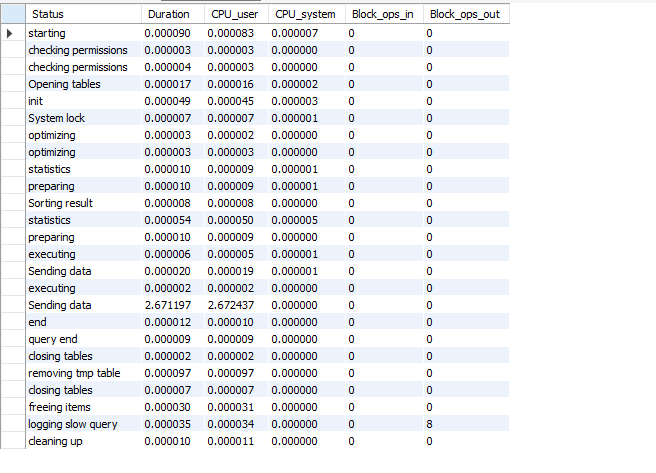 Status Duration CPU_user CPU_system Block_ops_in Block_ops_out
starting 0.000090 0.000083 0.000007 0 0
checking permissions 0.000003 0.000003 0.000000 0 0
checking permissions 0.000004 0.000003 0.000000 0 0
Opening tables 0.000017 0.000016 0.000002 0 0
init 0.000049 0.000045 0.000003 0 0
System lock 0.000007 0.000007 0.000001 0 0
optimizing 0.000003 0.000002 0.000000 0 0
optimizing 0.000003 0.000003 0.000000 0 0
statistics 0.000010 0.000009 0.000001 0 0
preparing 0.000010 0.000009 0.000001 0 0
Sorting result 0.000008 0.000008 0.000000 0 0
statistics 0.000054 0.000050 0.000005 0 0
preparing 0.000010 0.000009 0.000000 0 0
executing 0.000006 0.000005 0.000001 0 0
Sending data 0.000020 0.000019 0.000001 0 0
executing 0.000002 0.000002 0.000000 0 0
Sending data 2.671197 2.672437 0.000000 0 0
end 0.000012 0.000010 0.000000 0 0
query end 0.000009 0.000009 0.000000 0 0
closing tables 0.000002 0.000002 0.000000 0 0
removing tmp table 0.000097 0.000097 0.000000 0 0
closing tables 0.000007 0.000007 0.000000 0 0
freeing items 0.000030 0.000031 0.000000 0 0
logging slow query 0.000035 0.000034 0.000000 0 8
cleaning up 0.000010 0.000011 0.000000 0 0